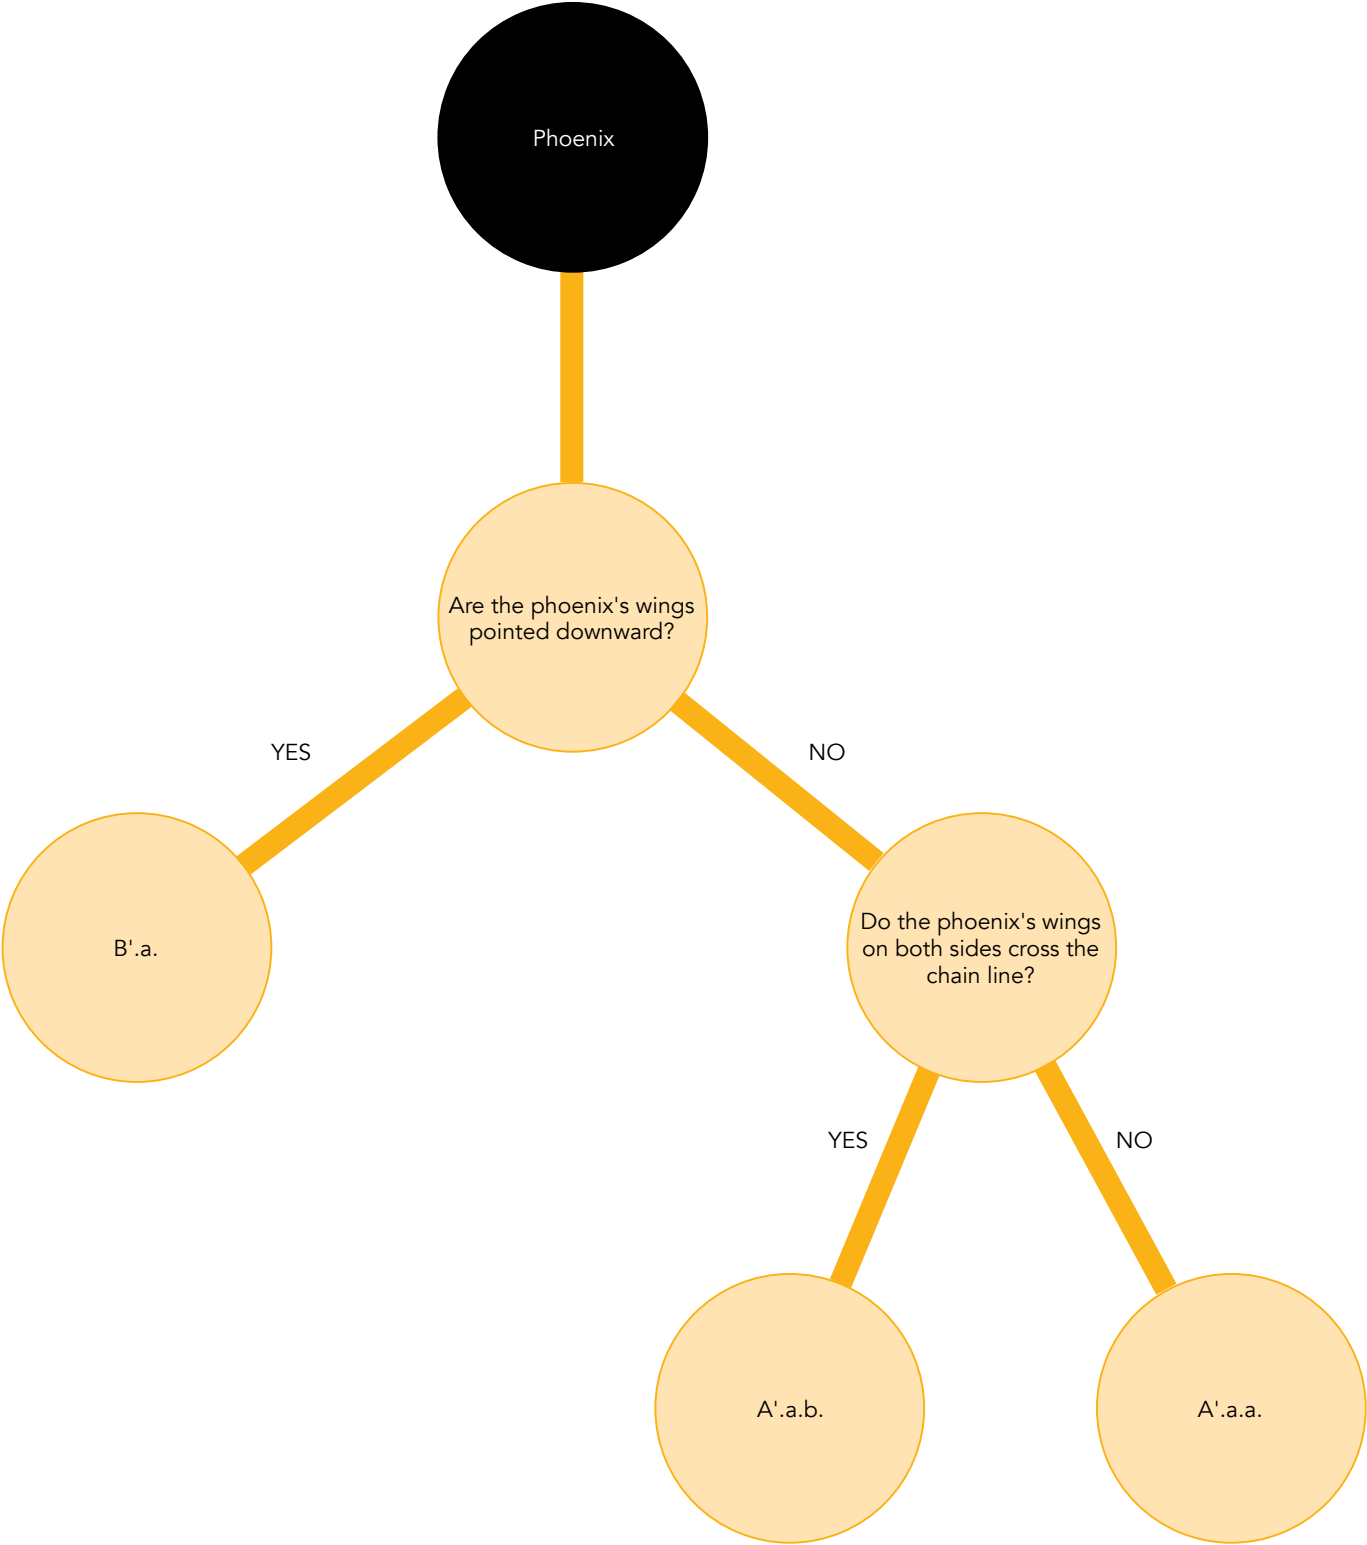 Phoenix
Are the phoenix's wings
pointed downward?
YES
NO
B'.a.
Do the phoenix's wings
on both sides cross the
chain line?
YES
NO
A'.a.b.
A'.a.a.